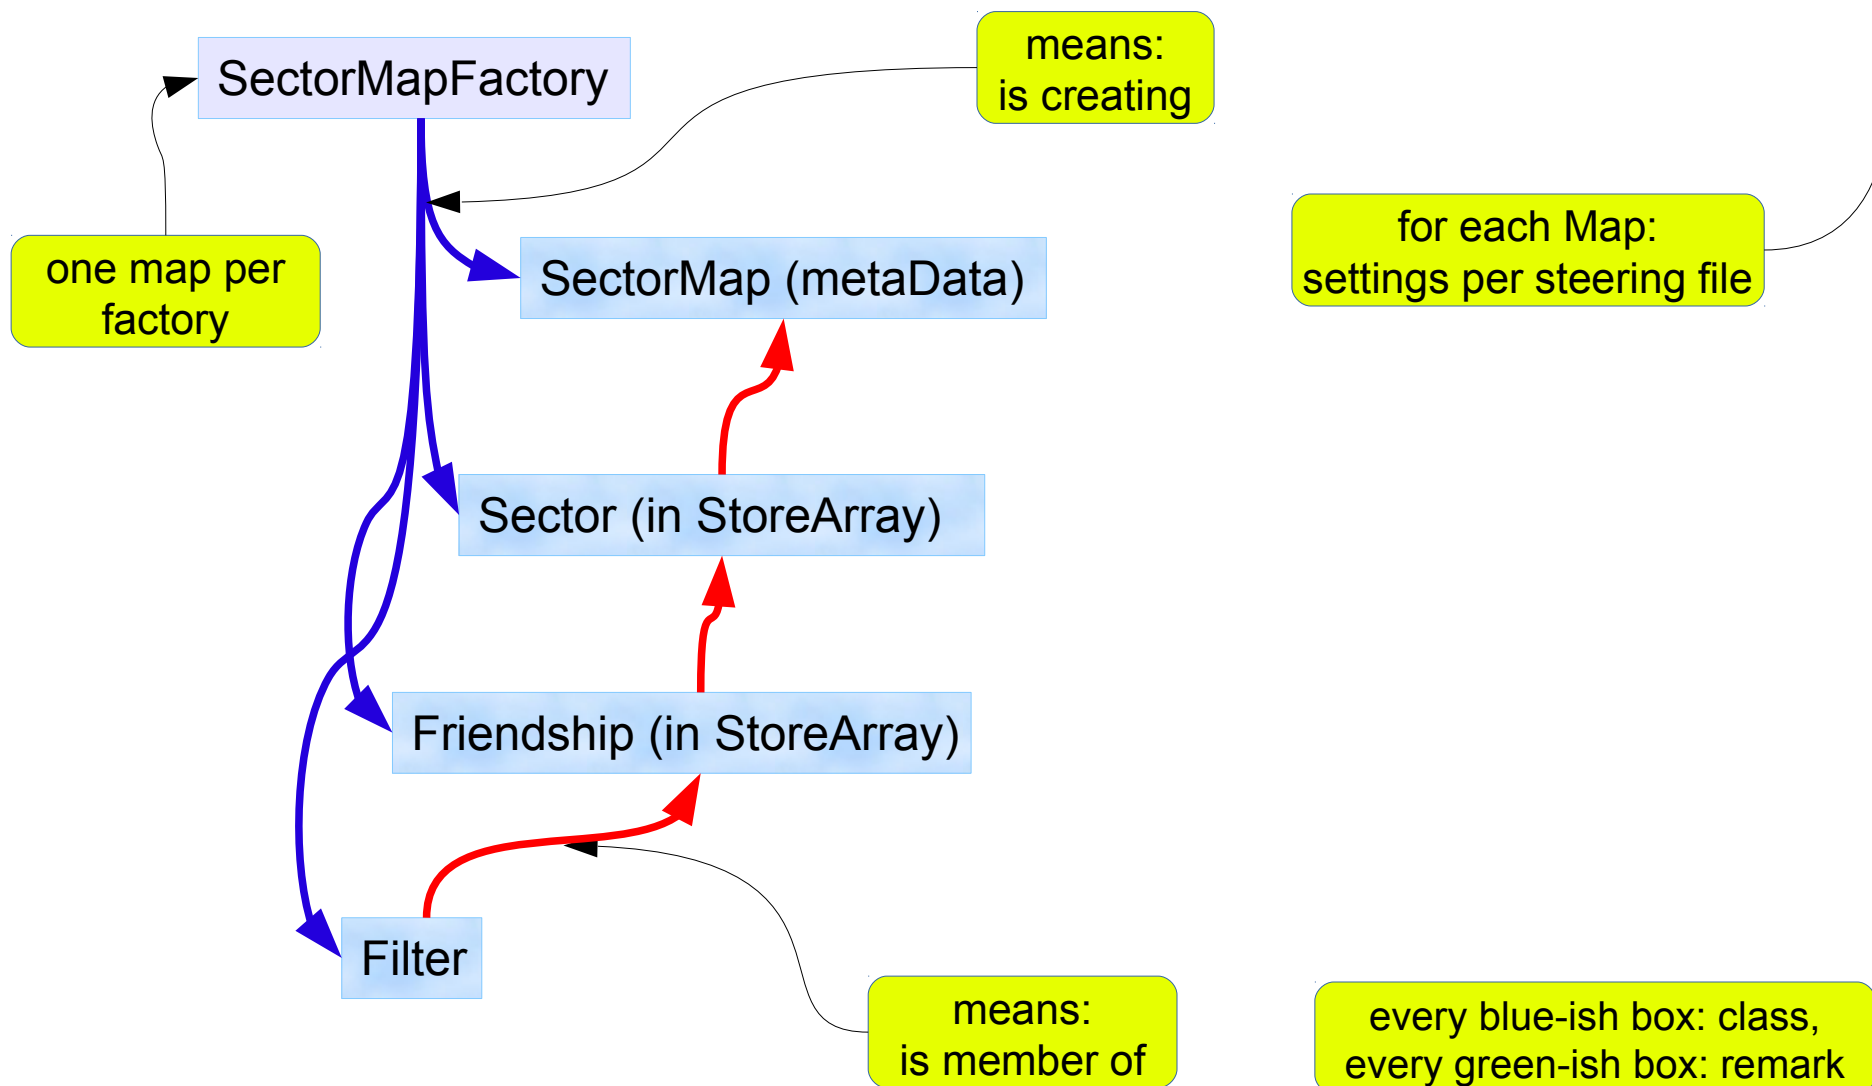 SectorMapFactory
means:
is creating
one map per
factory
SectorMap (metaData)
for each Map:
settings per steering file
Sector (in StoreArray)
Friendship (in StoreArray)
Filter
means:
is member of
every blue-ish box: class,
every green-ish box: remark